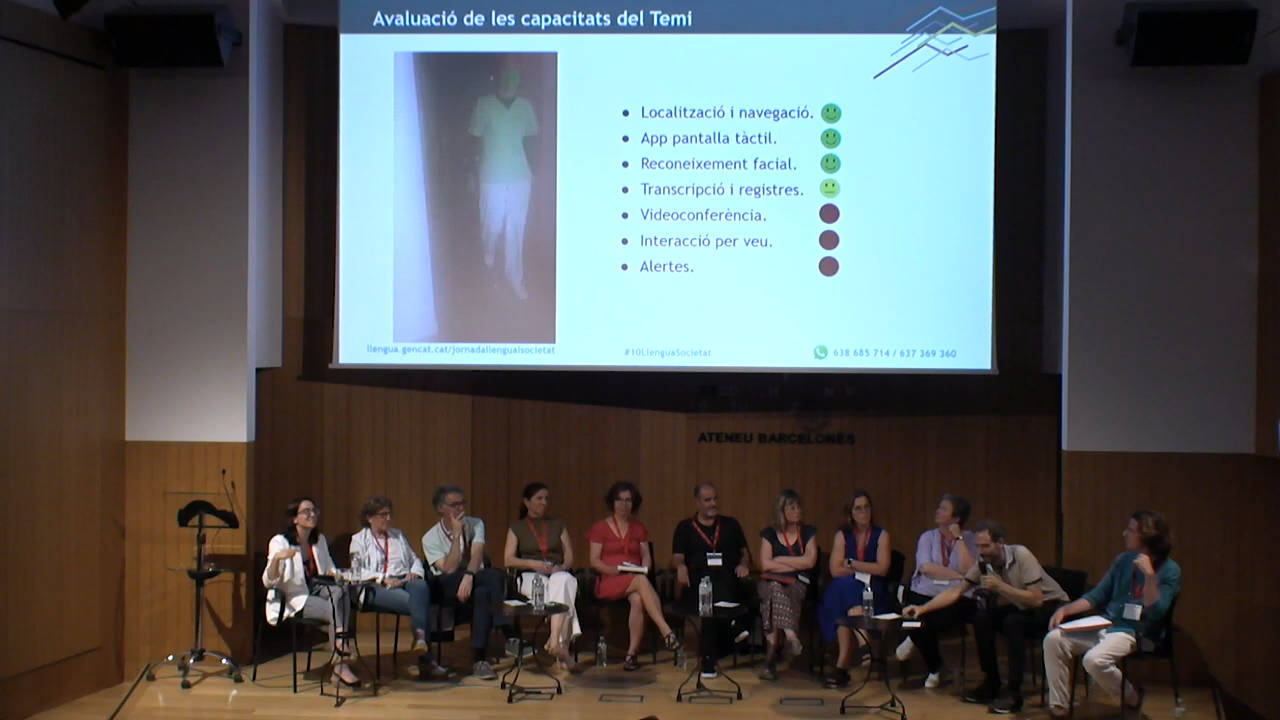 Avaluació de les capacitats del Temi
• Localització i navegació.
• App pantalla tàctil.
• Reconeixement facial.
• Transcripció i registres.
• Videoconferència.
• Interacció per veu.
• Alertes.
llengua.gencat.cat/jornadallenguaisocietat
#10LlenguaSocietat
638 685 714 / 637 369 360
ATENEU BARCELONÈS